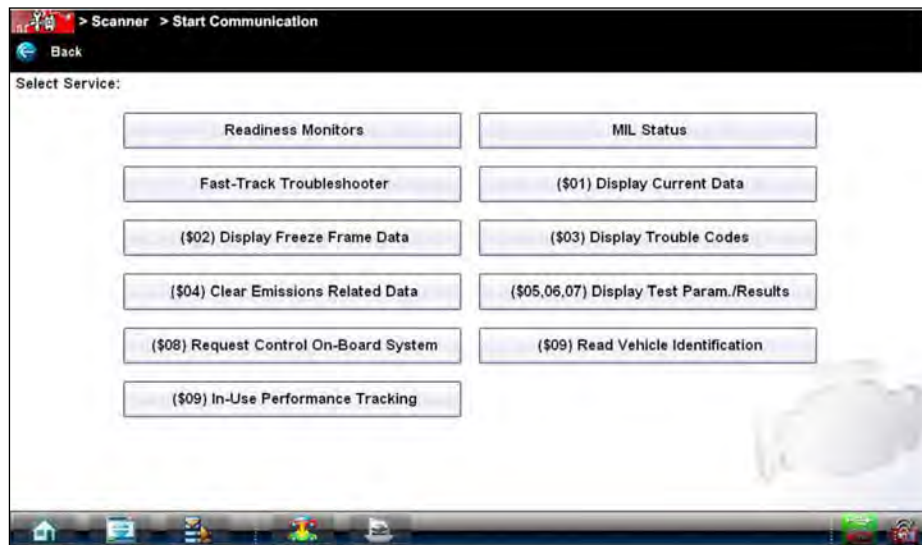 > Scanner > Start Communication
Back
Select Service:
Readiness Monitors
MIL Status
Fast-Track Troubleshooter
($01) Display Current Data
($02) Display Freeze Frame Data
($03) Display Trouble Codes
($04) Clear Emissions Related Data
($05,06,07) Display Test Param./Results
($08) Request Control On-Board System
($09) Read Vehicle Identification
($09) In-Use Performance Tracking